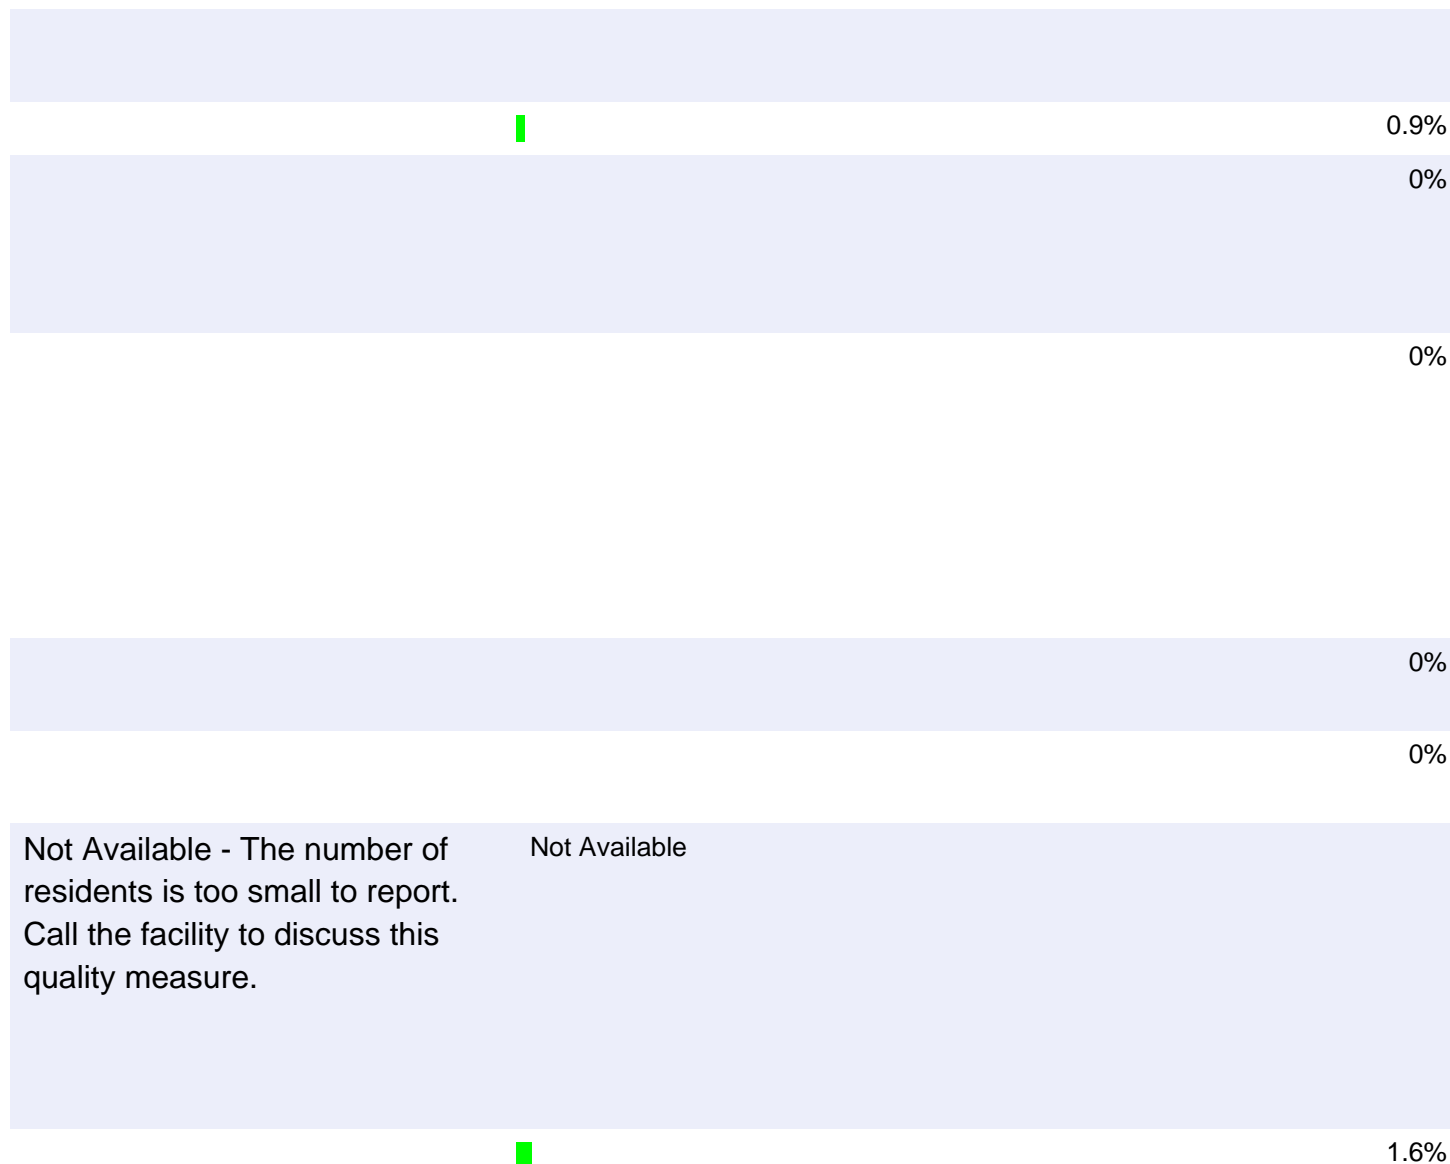 0.9%
0%
0%
0%
0%
Not Available - The number of
residents is too small to report.
Call the facility to discuss this
quality measure.
Not Available
1.6%